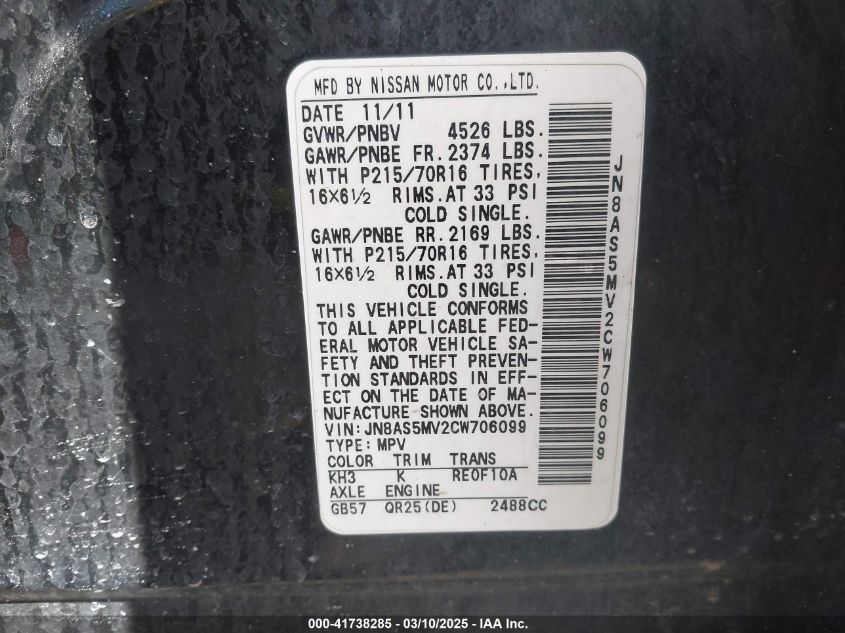 MFD BY NISSAN MOTOR CO.,LTD.
DATE 11/11
GVWR/PNBV 4526 LBS.
GAWR/PNBE FR. 2374 LBS.
WITH P215/70R16 TIRES,
16×6½ RIMS. AT 33 PSI
COLD SINGLE.
GAWR/PNBE RR. 2169 LBS.
WITH P215/70R16 TIRES,
16×6½ RIMS. AT 33 PSI
COLD SINGLE.
THIS VEHICLE CONFORMS
TO ALL APPLICABLE FED-
ERAL MOTOR VEHICLE SA-
FETY AND THEFT PREVEN-
TION STANDARDS IN EFF-
ECT ON THE DATE OF MA-
NUFACTURE SHOWN ABOVE.
VIN: JN8AS5MV2CW706099
TYPE: MPV
COLOR TRIM TRANS
KH3 K RE0F10A
AXLE ENGINE
GB57 QR25(DE) 2488CC
JN8AS5MV2CW706099
000-41738285 - 03/10/2025 - IAA Inc.